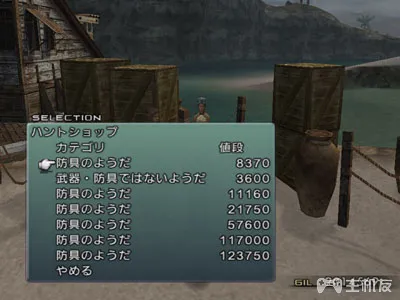 SELECTION
ハントショップ
カテゴリ 値段
防具のようだ 8370
武器・防具ではないようだ 3600
防具のようだ 11160
防具のようだ 21750
防具のようだ 57600
防具のようだ 117000
防具のようだ 123750
やめる
GIL